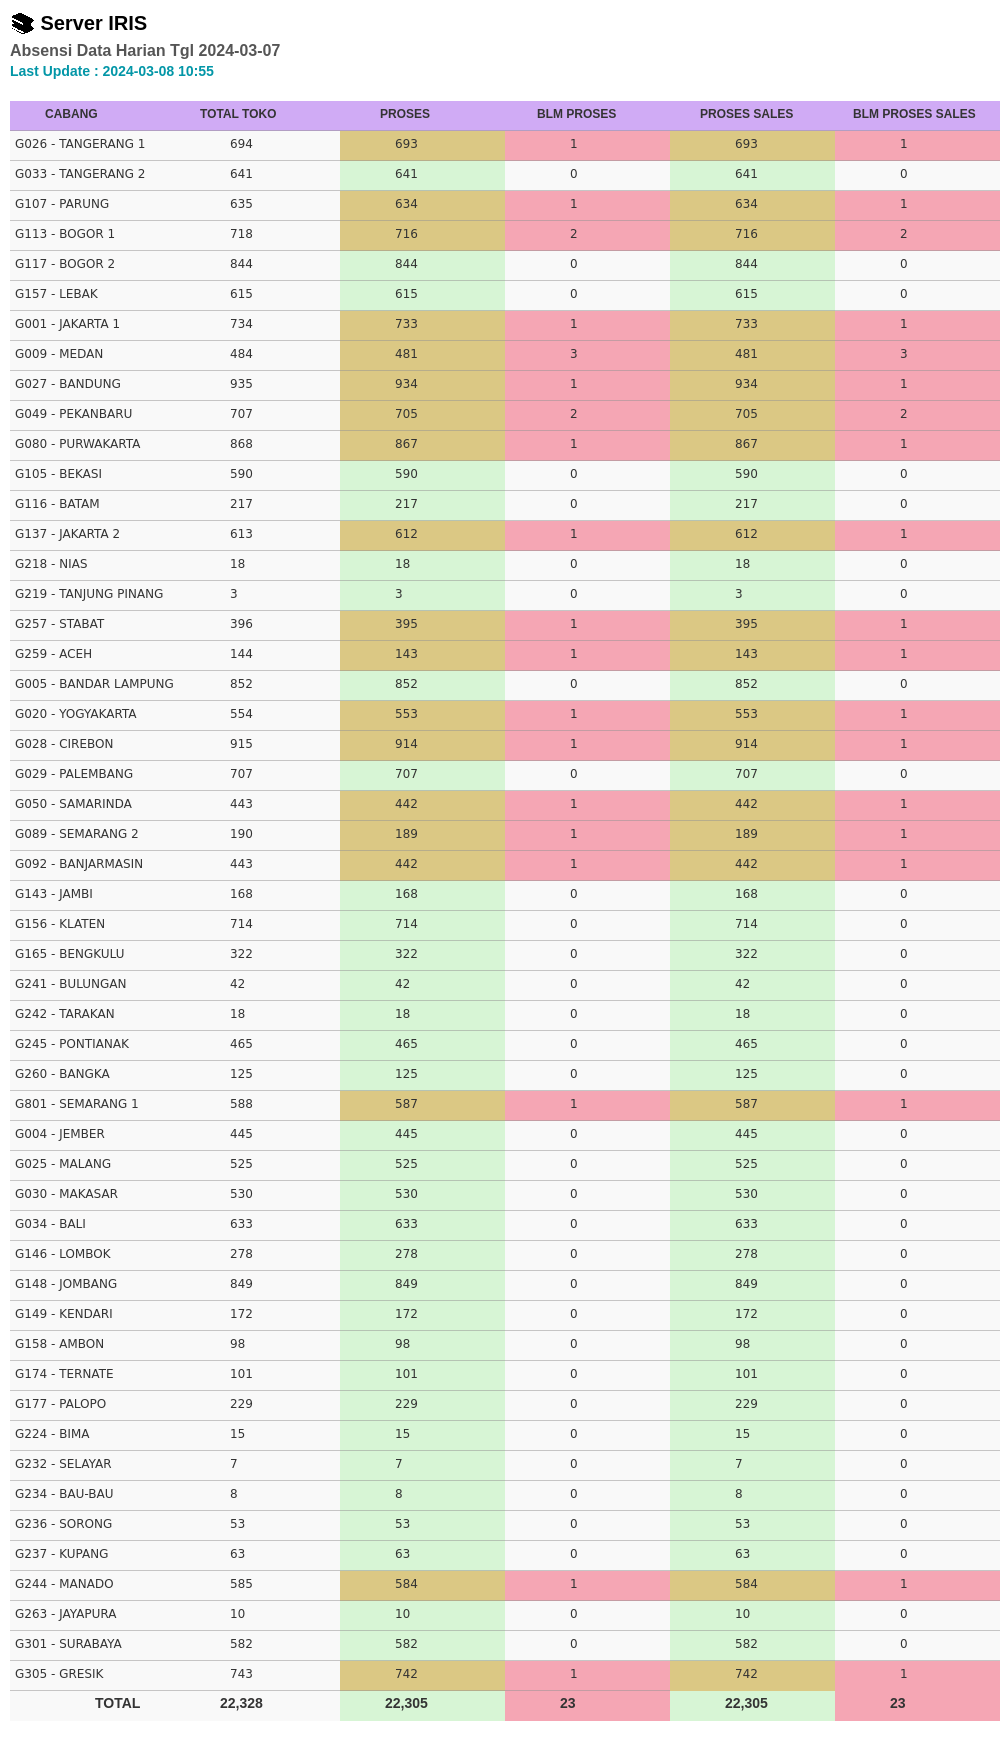 Server IRIS
Absensi Data Harian Tgl 2024-03-07
Last Update : 2024-03-08 10:55
CABANG TOTAL TOKO PROSES BLM PROSES PROSES SALES BLM PROSES SALES
G026 - TANGERANG 1 694 693 1 693 1
G033 - TANGERANG 2 641 641 0 641 0
G107 - PARUNG 635 634 1 634 1
G113 - BOGOR 1 718 716 2 716 2
G117 - BOGOR 2 844 844 0 844 0
G157 - LEBAK 615 615 0 615 0
G001 - JAKARTA 1 734 733 1 733 1
G009 - MEDAN 484 481 3 481 3
G027 - BANDUNG 935 934 1 934 1
G049 - PEKANBARU 707 705 2 705 2
G080 - PURWAKARTA 868 867 1 867 1
G105 - BEKASI 590 590 0 590 0
G116 - BATAM 217 217 0 217 0
G137 - JAKARTA 2 613 612 1 612 1
G218 - NIAS 18 18 0 18 0
G219 - TANJUNG PINANG 3 3 0 3 0
G257 - STABAT 396 395 1 395 1
G259 - ACEH 144 143 1 143 1
G005 - BANDAR LAMPUNG 852 852 0 852 0
G020 - YOGYAKARTA 554 553 1 553 1
G028 - CIREBON 915 914 1 914 1
G029 - PALEMBANG 707 707 0 707 0
G050 - SAMARINDA 443 442 1 442 1
G089 - SEMARANG 2 190 189 1 189 1
G092 - BANJARMASIN 443 442 1 442 1
G143 - JAMBI 168 168 0 168 0
G156 - KLATEN 714 714 0 714 0
G165 - BENGKULU 322 322 0 322 0
G241 - BULUNGAN 42 42 0 42 0
G242 - TARAKAN 18 18 0 18 0
G245 - PONTIANAK 465 465 0 465 0
G260 - BANGKA 125 125 0 125 0
G801 - SEMARANG 1 588 587 1 587 1
G004 - JEMBER 445 445 0 445 0
G025 - MALANG 525 525 0 525 0
G030 - MAKASAR 530 530 0 530 0
G034 - BALI 633 633 0 633 0
G146 - LOMBOK 278 278 0 278 0
G148 - JOMBANG 849 849 0 849 0
G149 - KENDARI 172 172 0 172 0
G158 - AMBON 98 98 0 98 0
G174 - TERNATE 101 101 0 101 0
G177 - PALOPO 229 229 0 229 0
G224 - BIMA 15 15 0 15 0
G232 - SELAYAR 7 7 0 7 0
G234 - BAU-BAU 8 8 0 8 0
G236 - SORONG 53 53 0 53 0
G237 - KUPANG 63 63 0 63 0
G244 - MANADO 585 584 1 584 1
G263 - JAYAPURA 10 10 0 10 0
G301 - SURABAYA 582 582 0 582 0
G305 - GRESIK 743 742 1 742 1
TOTAL 22,328 22,305 23 22,305 23